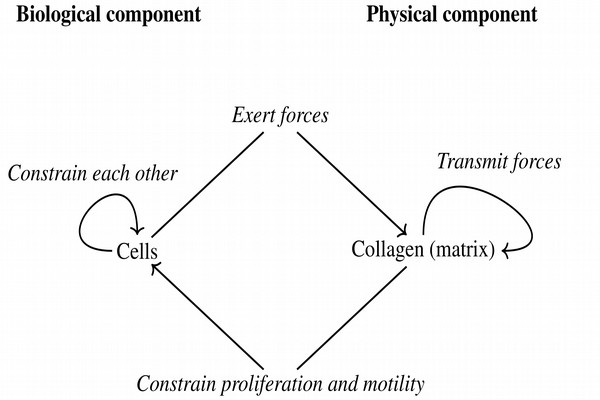 Biological component
Physical component
Exert forces
Constrain each other
Transmit forces
Cells
Collagen (matrix)
Constrain proliferation and motility